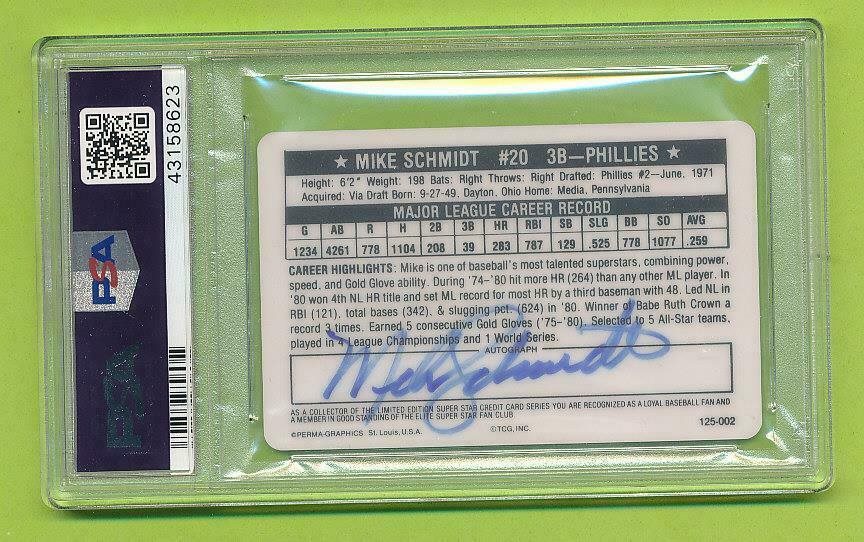 43158623
PSA
PSA
★ MIKE SCHMIDT #20 3B—PHILLIES ★
Height: 6'2" Weight: 198 Bats: Right Throws: Right Drafted: Phillies #2—June, 1971
Acquired: Via Draft Born: 9-27-49, Dayton, Ohio Home: Media, Pennsylvania
MAJOR LEAGUE CAREER RECORD
G AB R H 2B 3B HR RBI SB SLG BB SO AVG
1234 4261 778 1104 208 39 283 787 129 .525 778 1077 .259
CAREER HIGHLIGHTS: Mike is one of baseball's most talented superstars, combining power,
speed, and Gold Glove ability. During '74–'80 hit more HR (264) than any other ML player. In
'80 won 4th NL HR title and set ML record for most HR by a third baseman with 48. Led NL in
RBI (121), total bases (342), & slugging pct. (624) in '80. Winner of Babe Ruth Crown a
record 3 times. Earned 5 consecutive Gold Gloves ('75–'80). Selected to 5 All-Star teams,
played in 4 League Championships and 1 World Series.
AUTOGRAPH
Mike Schmidt
AS A COLLECTOR OF THE LIMITED EDITION SUPER STAR CREDIT CARD SERIES YOU ARE RECOGNIZED AS A LOYAL BASEBALL FAN AND
A MEMBER IN GOOD STANDING OF THE ELITE SUPER STAR FAN CLUB.
125-002
©PERMA-GRAPHICS St. Louis, U.S.A. ©TCG, INC.